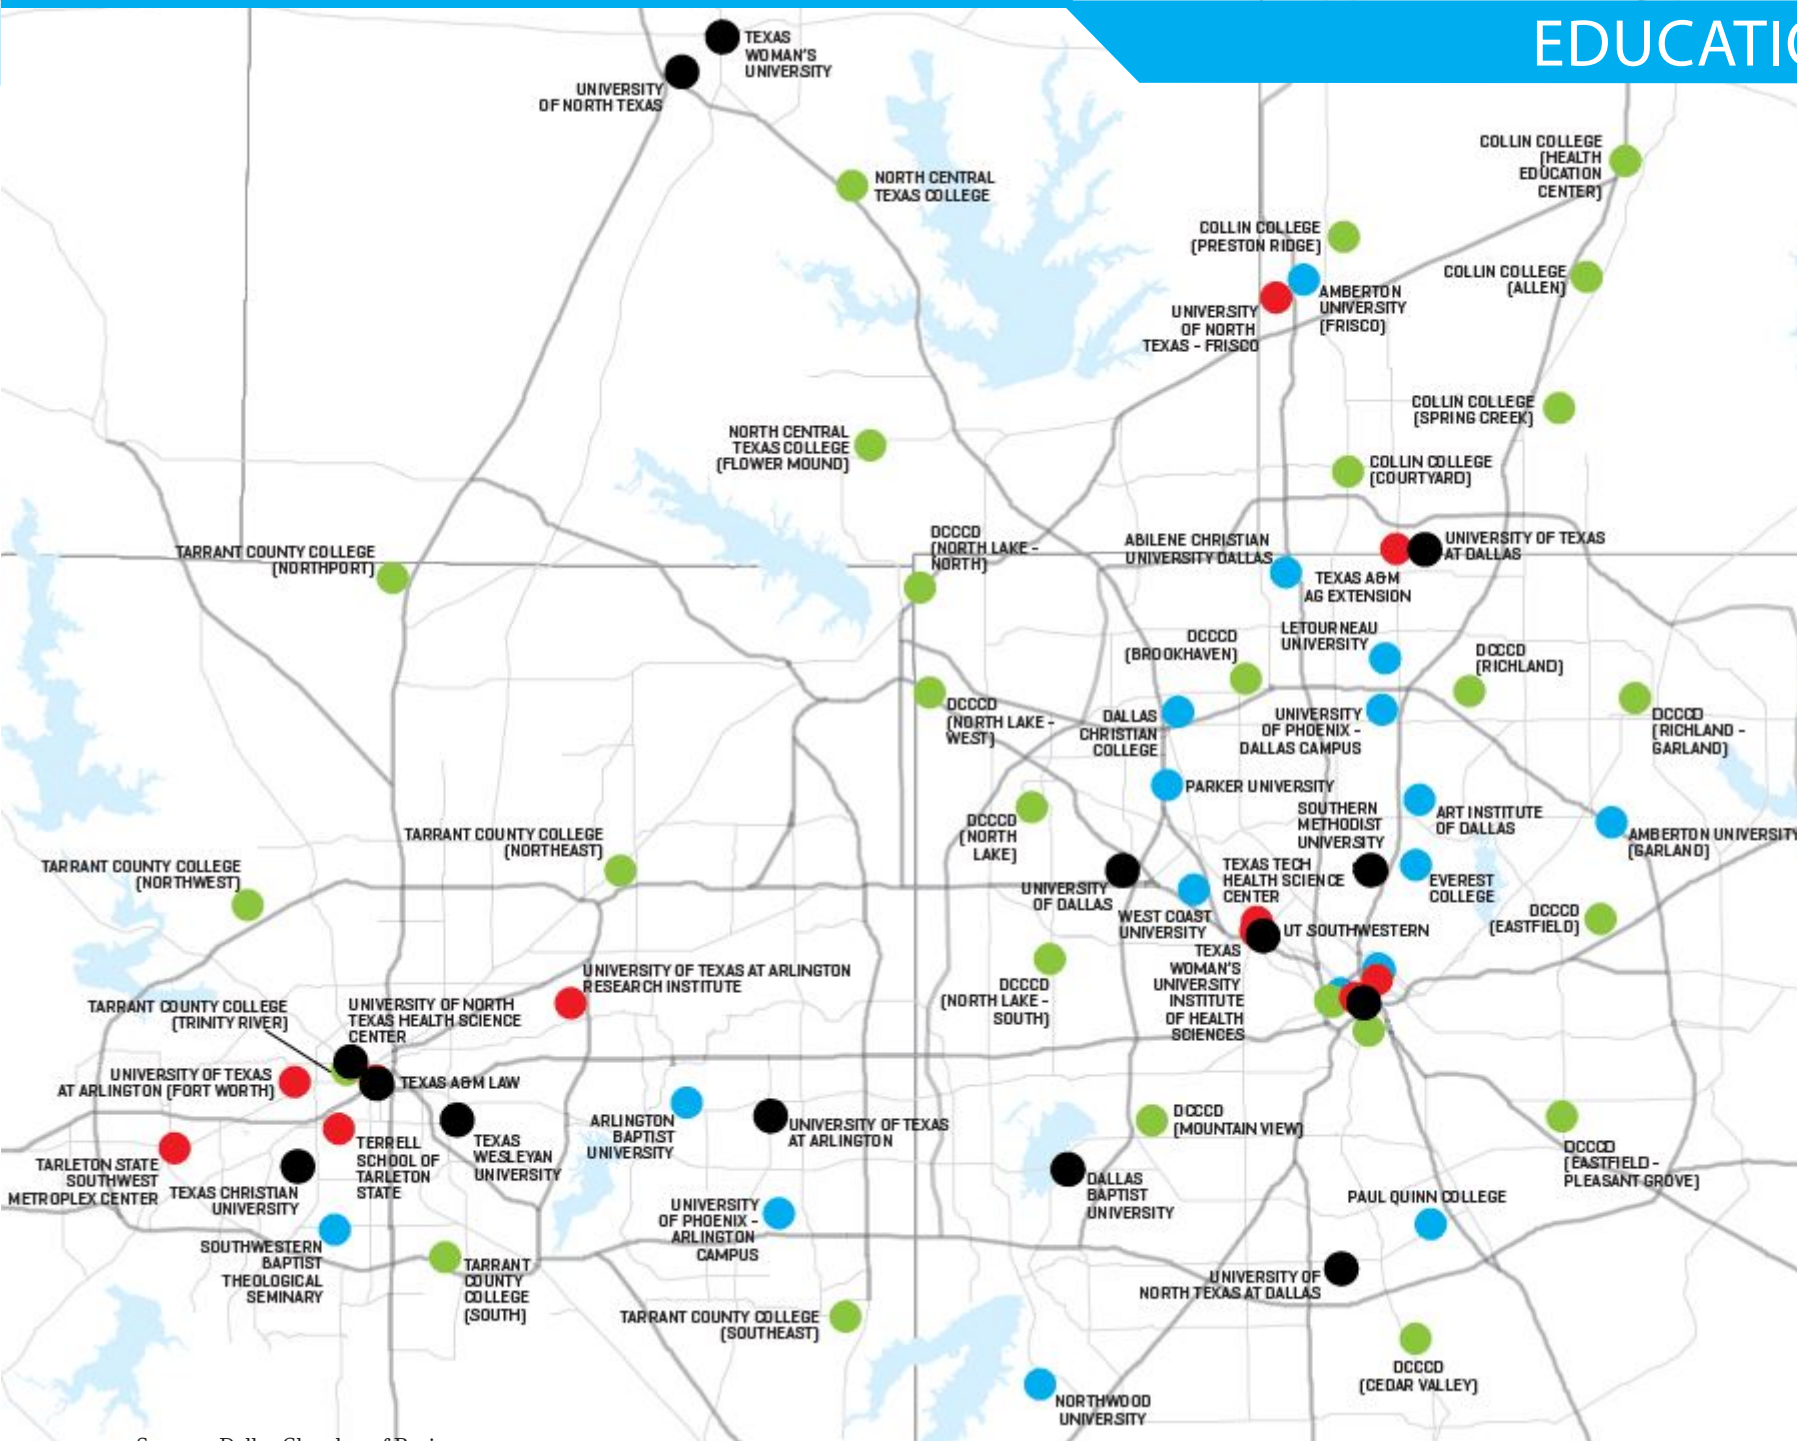 EDUCATIO
TEXAS
WOMAN'S
UNIVERSITY
UNIVERSITY
OF NORTH TEXAS
COLLIN COLLEGE
(HEALTH
EDUCATION
CENTER)
NORTH CENTRAL
TEXAS COLLEGE
COLLIN COLLEGE
(PRESTON RIDGE)
COLLIN COLLEGE
(ALLEN)
AMBERTON
UNIVERSITY
(FRISCO)
UNIVERSITY
OF NORTH
TEXAS - FRISCO
COLLIN COLLEGE
(SPRING CREEK)
NORTH CENTRAL
TEXAS COLLEGE
(FLOWER MOUND)
COLLIN COLLEGE
(COURTYARD)
DCCCD
(NORTH LAKE -
NORTH)
ABILENE CHRISTIAN
UNIVERSITY DALLAS
UNIVERSITY OF TEXAS
AT DALLAS
TARRANT COUNTY COLLEGE
(NORTHPORT)
TEXAS A&M
AG EXTENSION
LETOURNEAU
UNIVERSITY
DCCCD
(BROOKHAVEN)
DCCCD
(RICHLAND)
DCCCD
(NORTH LAKE -
WEST)
DALLAS
CHRISTIAN
COLLEGE
UNIVERSITY
OF PHOENIX -
DALLAS CAMPUS
DCCCD
(RICHLAND -
GARLAND)
PARKER UNIVERSITY
SOUTHERN
METHODIST
UNIVERSITY
ART INSTITUTE
OF DALLAS
DCCCD
(NORTH
LAKE)
AMBERTON UNIVERSITY
(GARLAND)
TARRANT COUNTY COLLEGE
(NORTHEAST)
TARRANT COUNTY COLLEGE
(NORTHWEST)
TEXAS TECH
HEALTH SCIENCE
CENTER
EVEREST
COLLEGE
UNIVERSITY
OF DALLAS
WEST COAST
UNIVERSITY
DCCCD
(EASTFIELD)
UT SOUTHWESTERN
TEXAS
WOMAN'S
UNIVERSITY
INSTITUTE
OF HEALTH
SCIENCES
UNIVERSITY OF TEXAS AT ARLINGTON
RESEARCH INSTITUTE
DCCCD
(NORTH LAKE -
SOUTH)
TARRANT COUNTY COLLEGE
(TRINITY RIVER)
UNIVERSITY OF NORTH
TEXAS HEALTH SCIENCE
CENTER
UNIVERSITY OF TEXAS
AT ARLINGTON (FORT WORTH)
TEXAS A&M LAW
ARLINGTON
BAPTIST
UNIVERSITY
UNIVERSITY OF TEXAS
AT ARLINGTON
DCCCD
(MOUNTAIN VIEW)
TERRELL
SCHOOL OF
TARLETON
STATE
TEXAS
WESLEYAN
UNIVERSITY
DCCCD
(EASTFIELD -
PLEASANT GROVE)
TARLETON STATE
SOUTHWEST
METROPLEX CENTER
TEXAS CHRISTIAN
UNIVERSITY
DALLAS
BAPTIST
UNIVERSITY
PAUL QUINN COLLEGE
UNIVERSITY
OF PHOENIX -
ARLINGTON
CAMPUS
SOUTHWESTERN
BAPTIST
THEOLOGICAL
SEMINARY
TARRANT
COUNTY
COLLEGE
(SOUTH)
UNIVERSITY OF
NORTH TEXAS AT DALLAS
TARRANT COUNTY COLLEGE
(SOUTHEAST)
DCCCD
(CEDAR VALLEY)
NORTHWOOD
UNIVERSITY